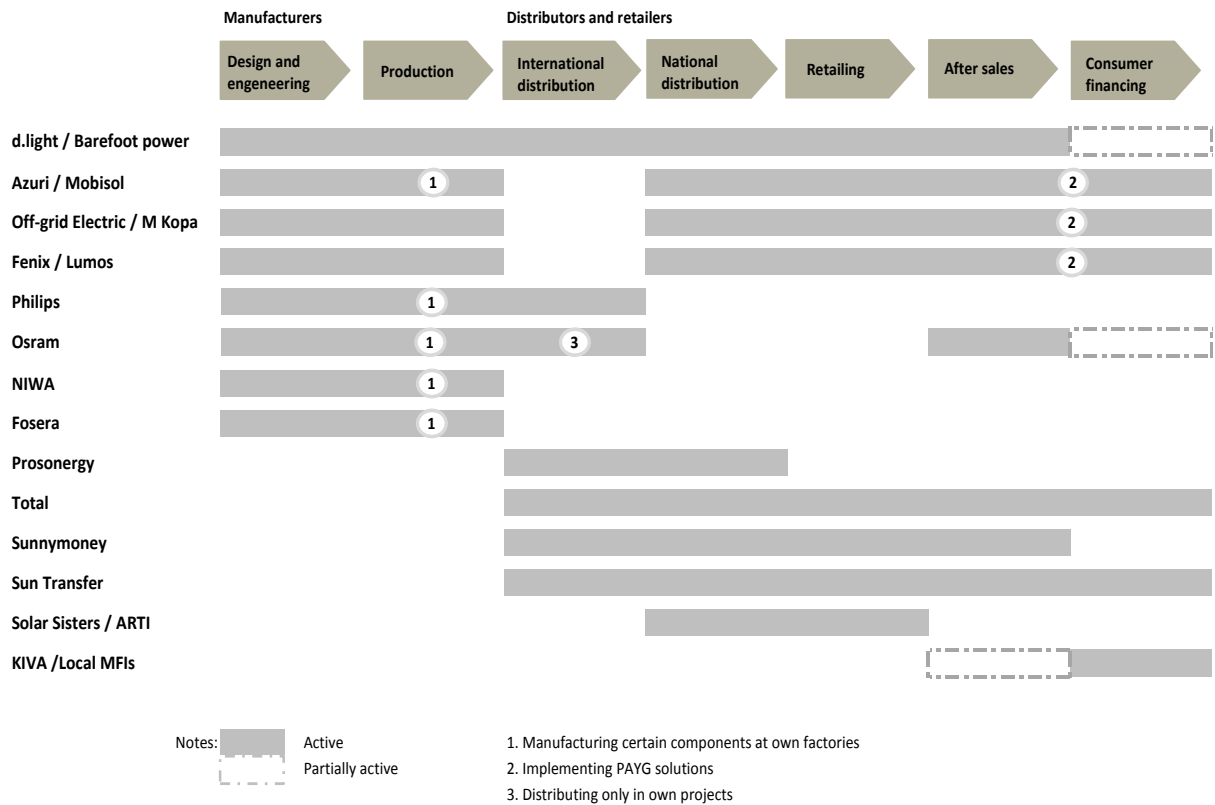 Manufacturers
Distributors and retailers
Design and
engeneering
Production
International
distribution
National
distribution
Retailing
After sales
Consumer
financing
d.light / Barefoot power
Azuri / Mobisol
1
2
Off-grid Electric / M Kopa
2
Fenix / Lumos
2
Philips
1
Osram
1
3
NIWA
1
Fosera
1
Prosonergy
Total
Sunnymoney
Sun Transfer
Solar Sisters / ARTI
KIVA /Local MFIs
Notes:
Active
Partially active
1. Manufacturing certain components at own factories
2. Implementing PAYG solutions
3. Distributing only in own projects